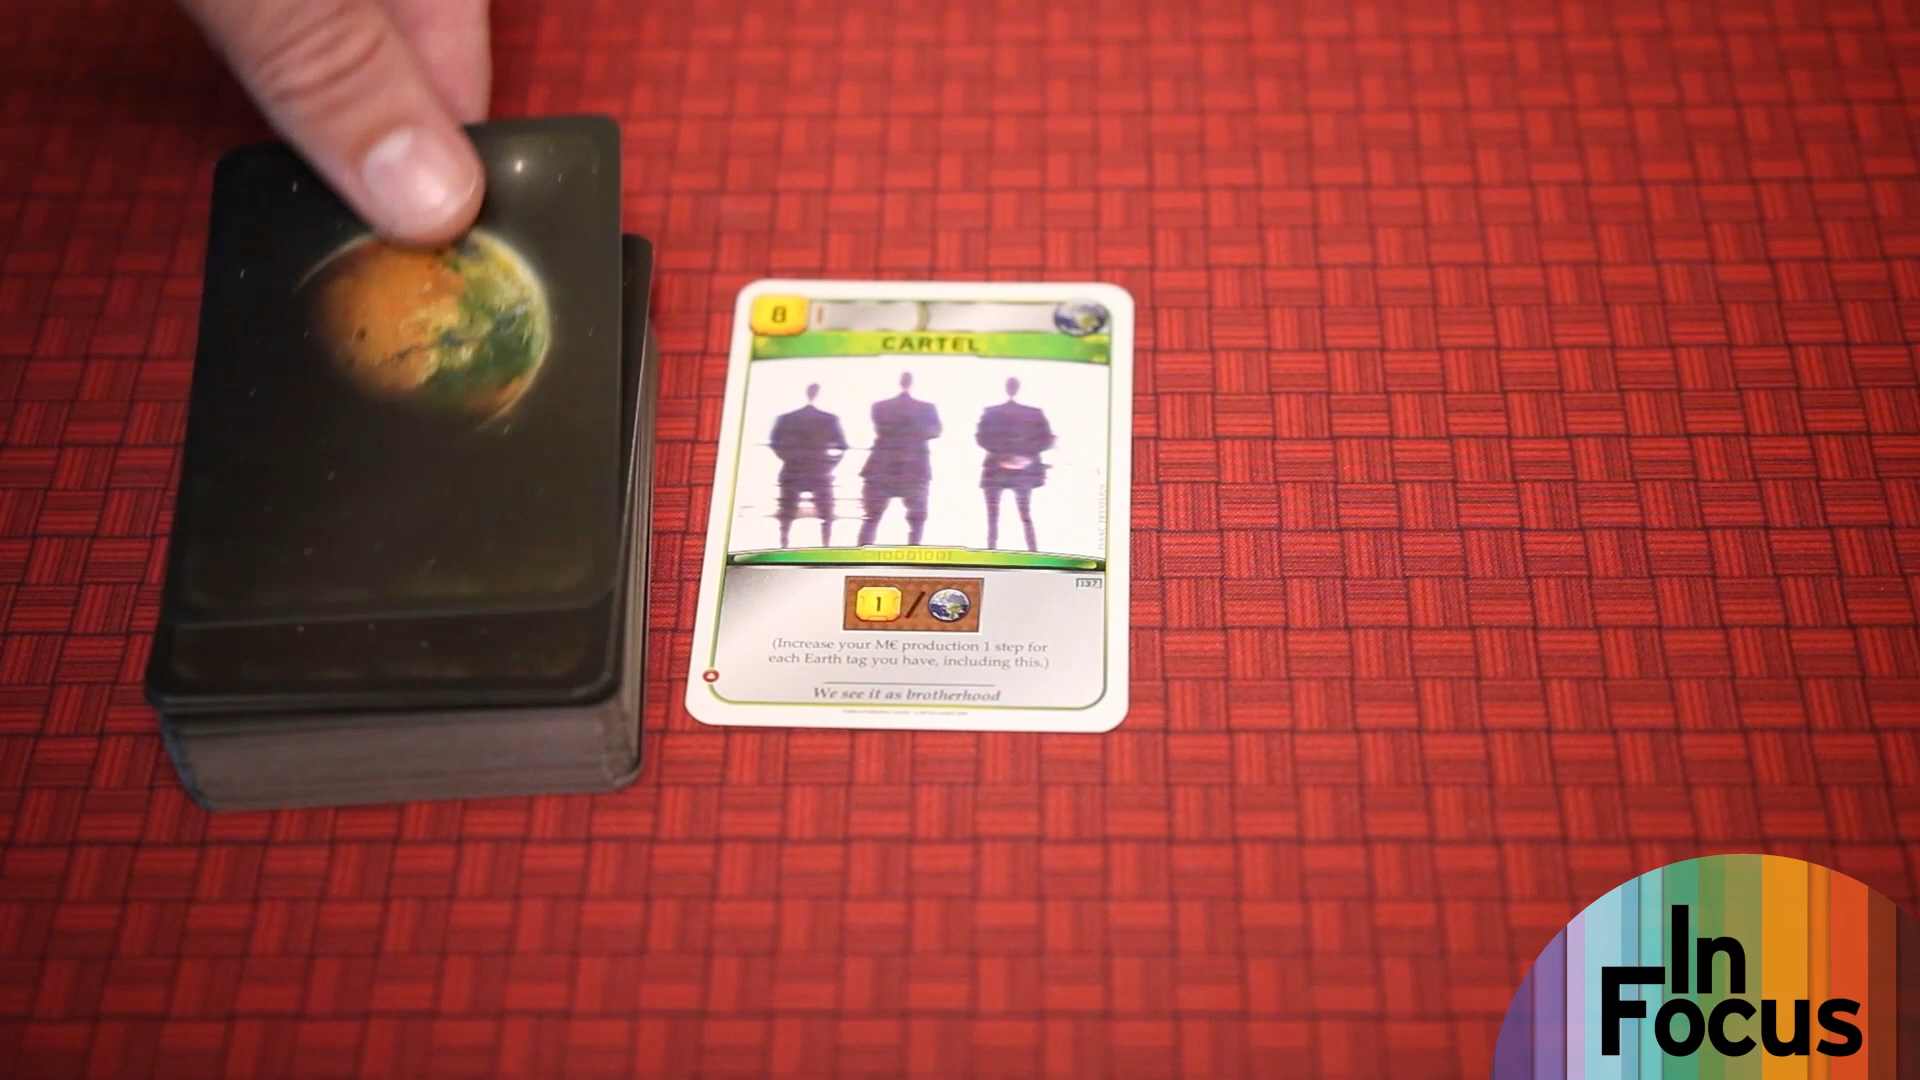 8
CARTEL
137
1 /
(Increase your M€ production 1 step for
each Earth tag you have, including this.)
We see it as brotherhood
In
Focus